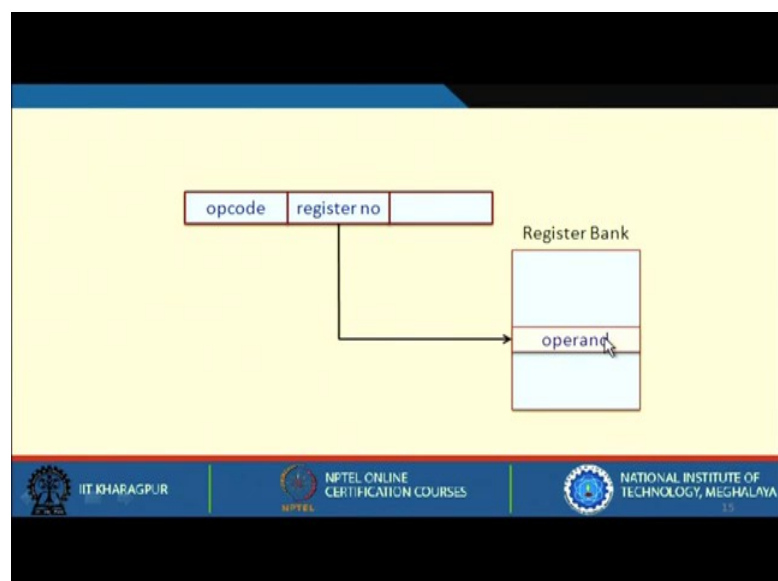 opcode
register no
Register Bank
operand
IIT KHARAGPUR
NPTEL
NPTEL ONLINE
CERTIFICATION COURSES
NATIONAL INSTITUTE OF
TECHNOLOGY, MEGHALAYA
15